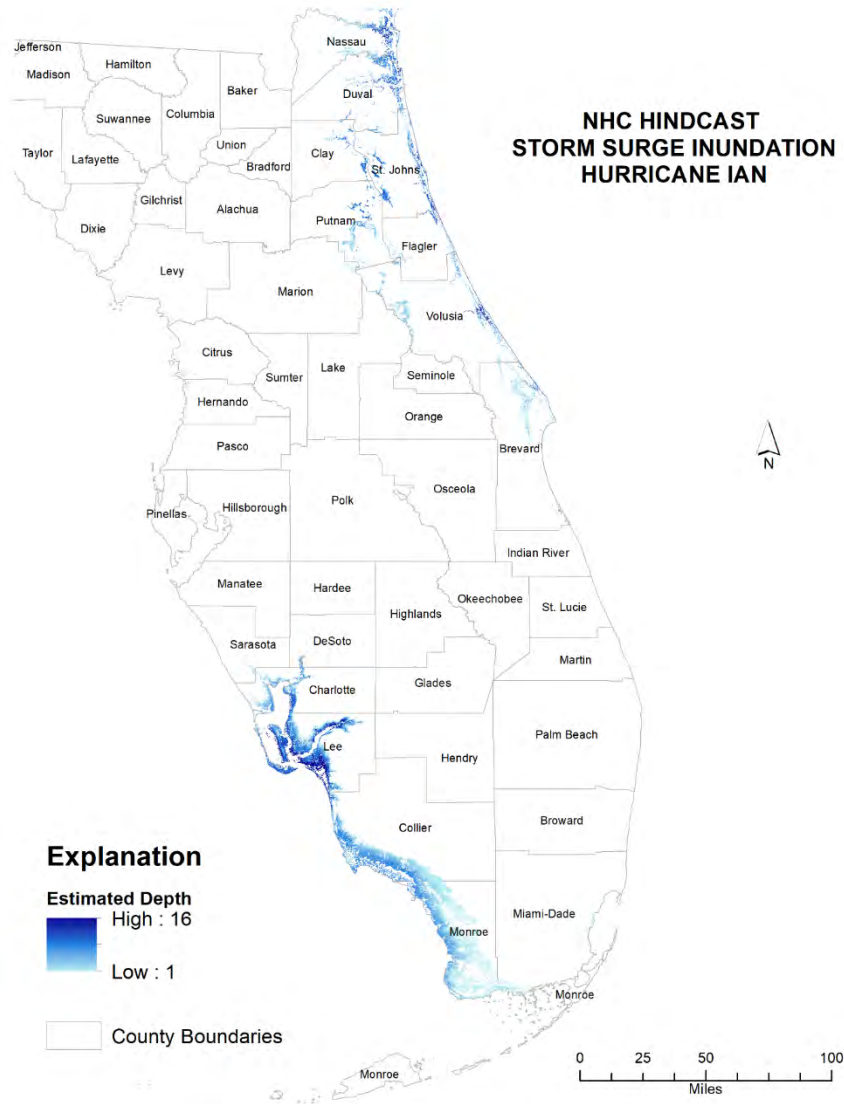 NHC HINDCAST
STORM SURGE INUNDATION
HURRICANE IAN
Jefferson
Madison
Hamilton
Nassau
Baker
Duval
Columbia
Suwannee
Taylor
Lafayette
Union
Bradford
Clay
St. Johns
Gilchrist
Alachua
Putnam
Dixie
Flagler
Levy
Marion
Volusia
Citrus
Sumter
Lake
Seminole
Hernando
Orange
Pasco
Brevard
Osceola
Polk
Hillsborough
Pinellas
Indian River
Manatee
Hardee
Highlands
Okeechobee
St. Lucie
Sarasota
DeSoto
Martin
Charlotte
Glades
Palm Beach
Lee
Hendry
Collier
Broward
Miami-Dade
Monroe
Monroe
Monroe
N
Explanation
Estimated Depth
High : 16
Low : 1
County Boundaries
0 25 50 100
Miles